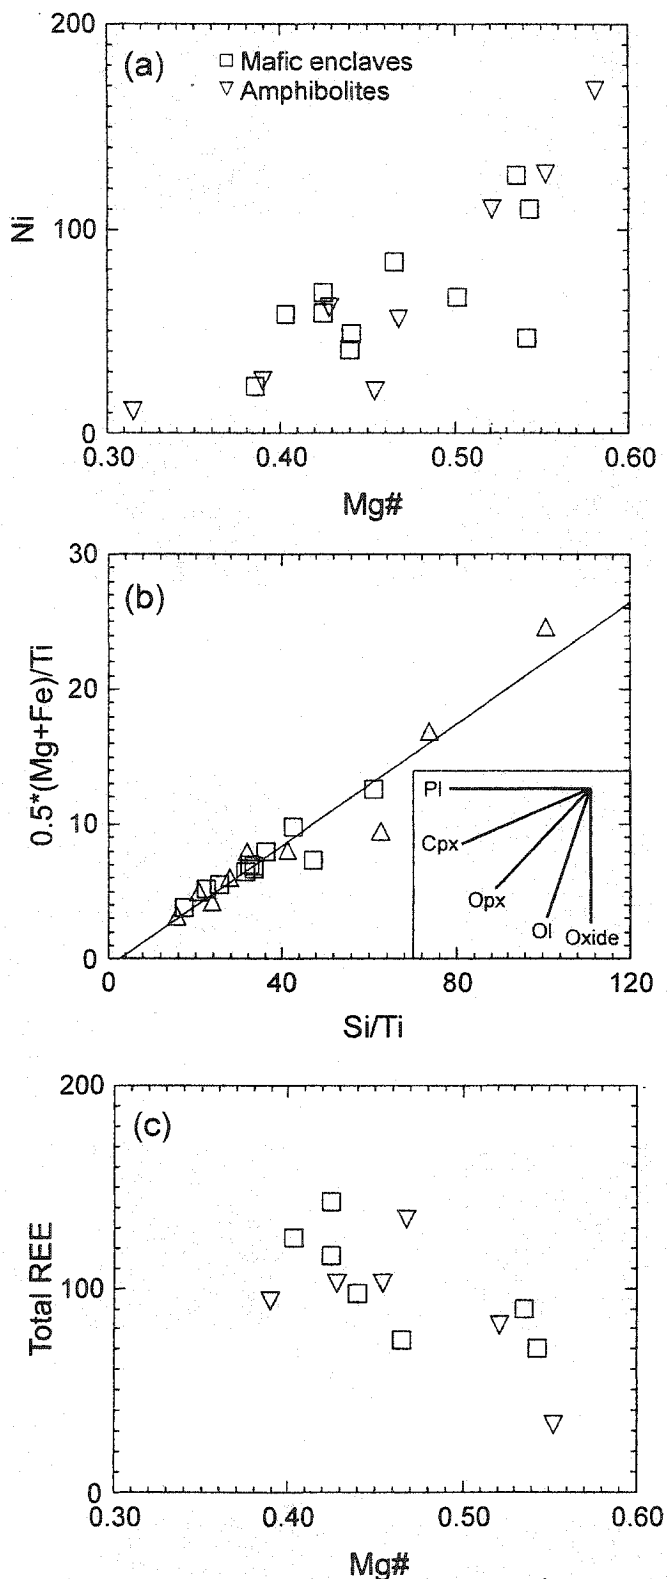 200
(a)
Mafic enclaves
Amphibolites
Ni
100
0
0.30 0.40 0.50 0.60
Mg#
30
(b)
0.5*(Mg+Fe)/Ti
20
Pl
Cpx
10
Opx
Ol Oxide
0
0 40 80 120
Si/Ti
200
(c)
Total REE
100
0
0.30 0.40 0.50 0.60
Mg#